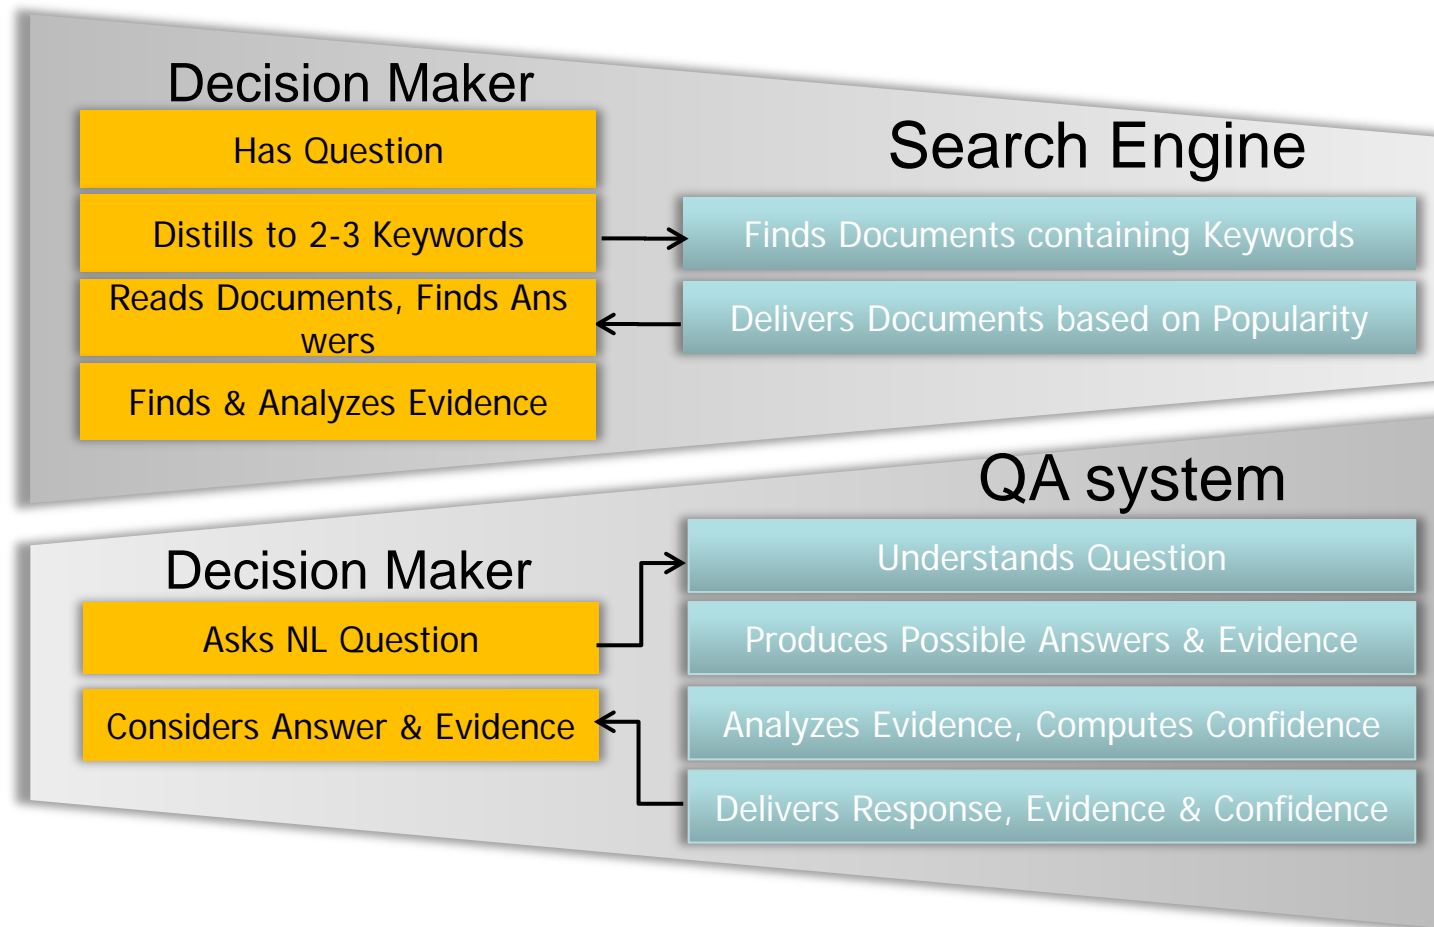 Decision Maker
Has Question
Distills to 2-3 Keywords
Reads Documents, Finds Ans
wers
Finds & Analyzes Evidence
Search Engine
Finds Documents containing Keywords
Delivers Documents based on Popularity
Decision Maker
Asks NL Question
Considers Answer & Evidence
QA system
Understands Question
Produces Possible Answers & Evidence
Analyzes Evidence, Computes Confidence
Delivers Response, Evidence & Confidence